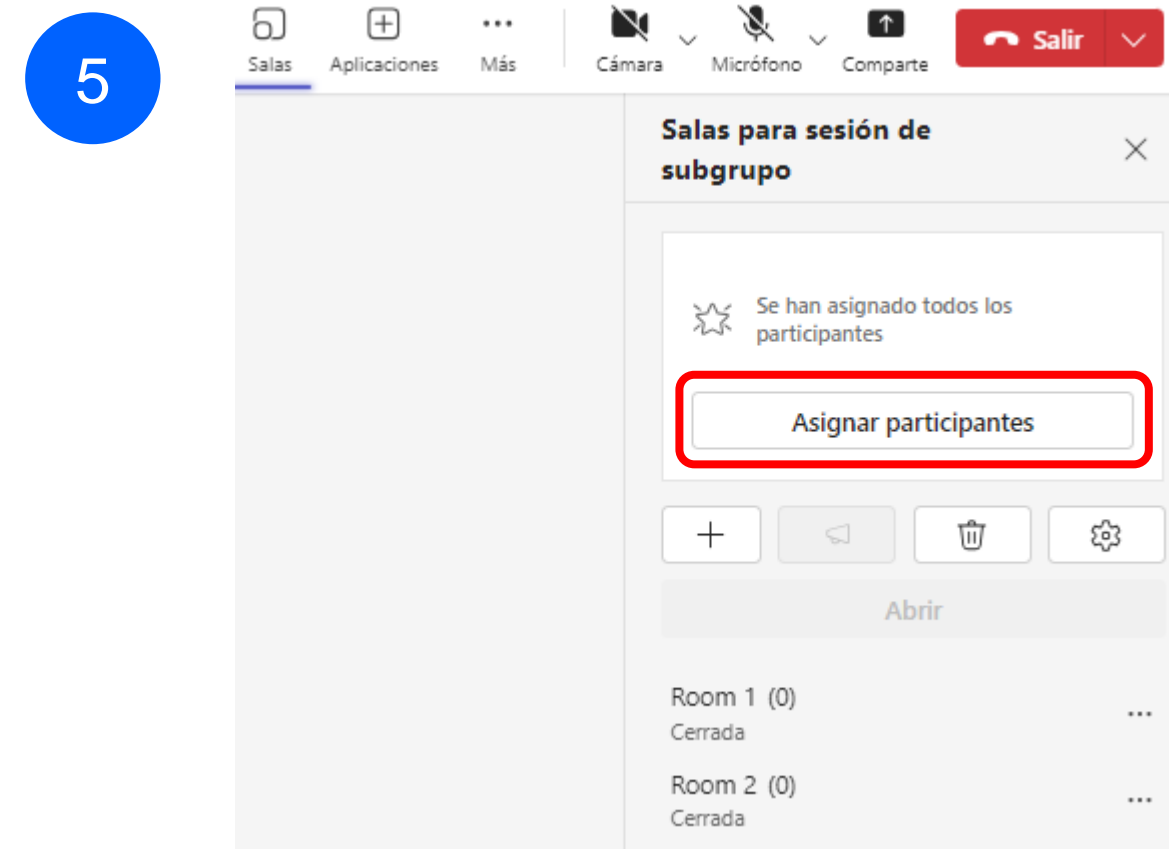 5
Salas
Aplicaciones
Más
Cámara
Micrófono
Comparte
Salir
Salas para sesión de
subgrupo
Se han asignado todos los
participantes
Asignar participantes
Abrir
Room 1 (0)
Cerrada
Room 2 (0)
Cerrada